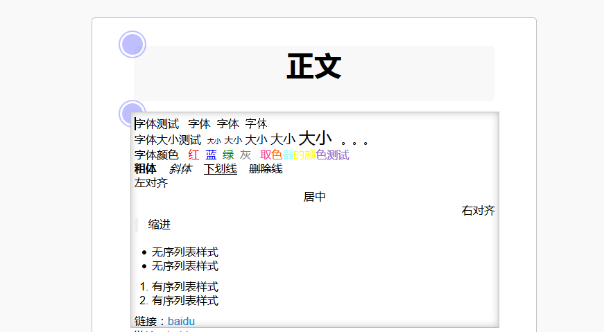 正文
字体测试 字体 字体 字体
字体大小测试 大小 大小 大小 大小 大小 。。。
字体颜色 红 蓝 绿 灰 取色器的颜色测试
粗体 斜体 下划线 删除线
左对齐
居中
右对齐
缩进
• 无序列表样式
• 无序列表样式
1. 有序列表样式
2. 有序列表样式
链接：baidu